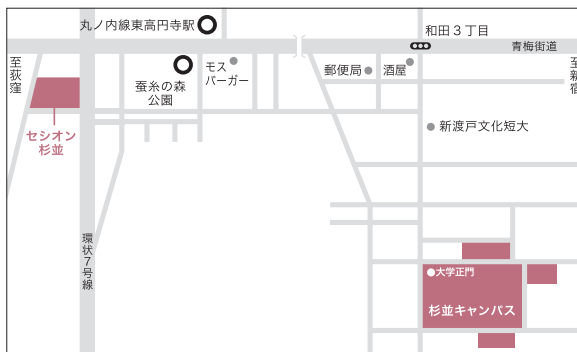 丸ノ内線東高円寺駅
和田３丁目
青梅街道
至荻窪
至新宿
蚕糸の森
公園
モス
バーガー
郵便局
酒屋
セシオン
杉並
新渡戸文化短大
環状７号線
大学正門
杉並キャンパス